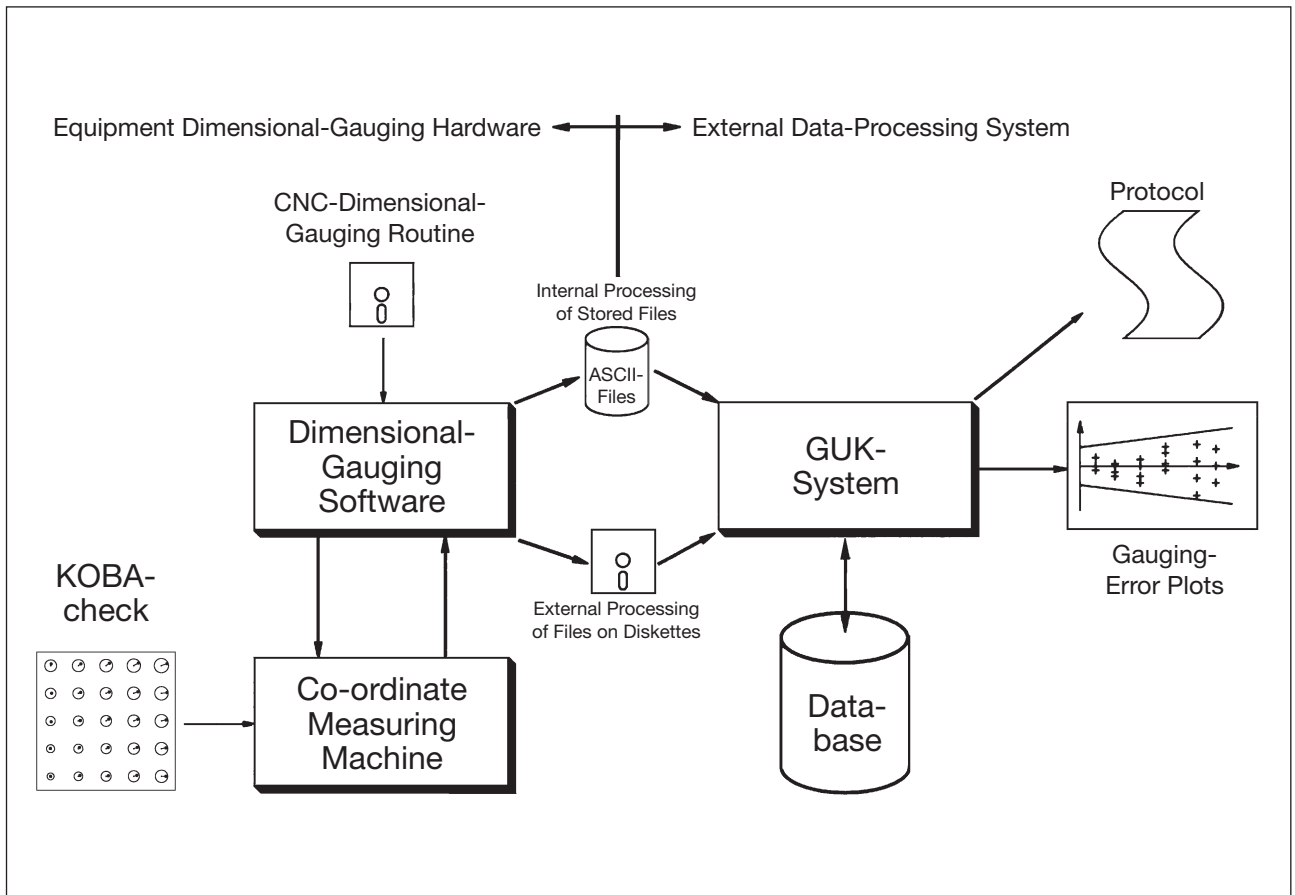 Equipment Dimensional-Gauging Hardware
External Data-Processing System
CNC-Dimensional-
Gauging Routine
Protocol
Internal Processing
of Stored Files
ASCII-
Files
Dimensional-
Gauging
Software
GUK-
System
Gauging-
Error Plots
KOBA-
check
External Processing
of Files on Diskettes
Co-ordinate
Measuring
Machine
Data-
base